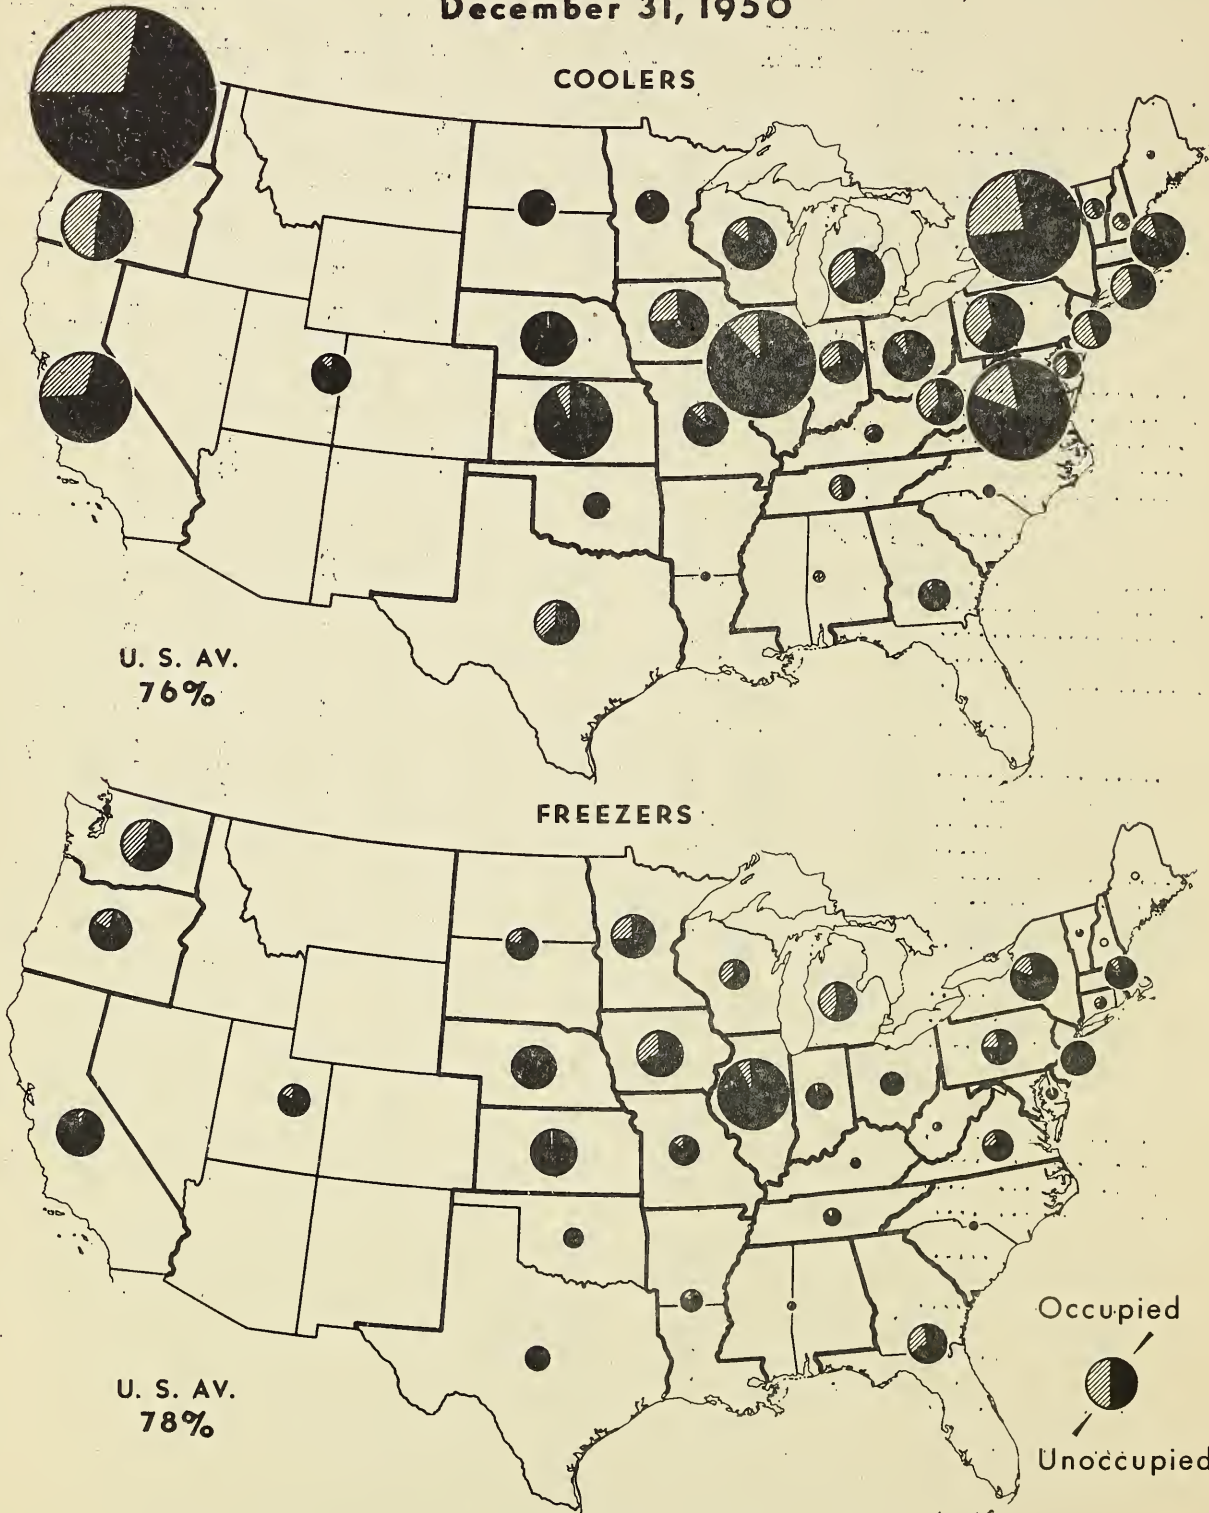 December 31, 1950
COOLERS
U. S. AV.
76%
FREEZERS
U. S. AV.
78%
Occupied
Unoccupied